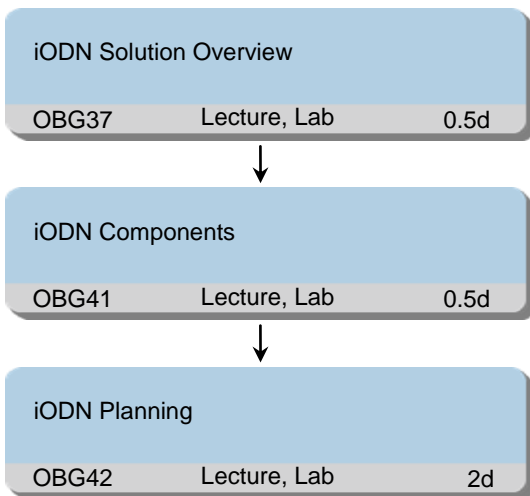 iODN Solution Overview
OBG37 Lecture, Lab 0.5d
iODN Components
OBG41 Lecture, Lab 0.5d
iODN Planning
OBG42 Lecture, Lab 2d